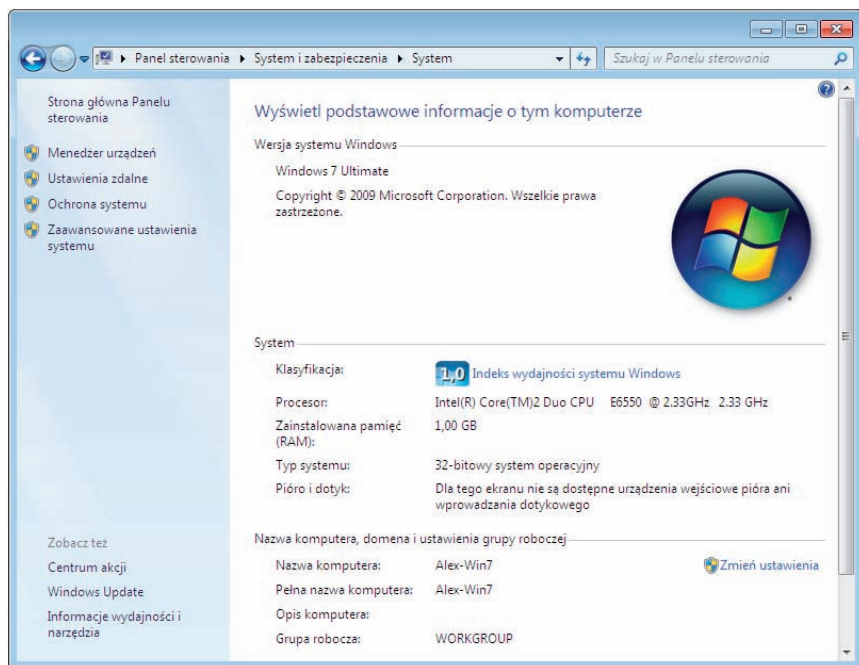 Panel sterowania ▸ System i zabezpieczenia ▸ System
Szukaj w Panelu sterowania
Strona główna Panelu
sterowania
Menedżer urządzeń
Ustawienia zdalne
Ochrona systemu
Zaawansowane ustawienia
systemu
Zobacz też
Centrum akcji
Windows Update
Informacje wydajności i
narzędzia
Wyświetl podstawowe informacje o tym komputerze
Wersja systemu Windows
Windows 7 Ultimate
Copyright © 2009 Microsoft Corporation. Wszelkie prawa
zastrzeżone.
System
Klasyfikacja: 1,0 Indeks wydajności systemu Windows
Procesor: Intel(R) Core(TM)2 Duo CPU E6550 @ 2.33GHz 2.33 GHz
Zainstalowana pamięć 1,00 GB
(RAM):
Typ systemu: 32-bitowy system operacyjny
Pióro i dotyk: Dla tego ekranu nie są dostępne urządzenia wejściowe pióra ani
wprowadzania dotykowego
Nazwa komputera, domena i ustawienia grupy roboczej
Nazwa komputera: Alex-Win7 Zmień ustawienia
Pełna nazwa komputera: Alex-Win7
Opis komputera:
Grupa robocza: WORKGROUP